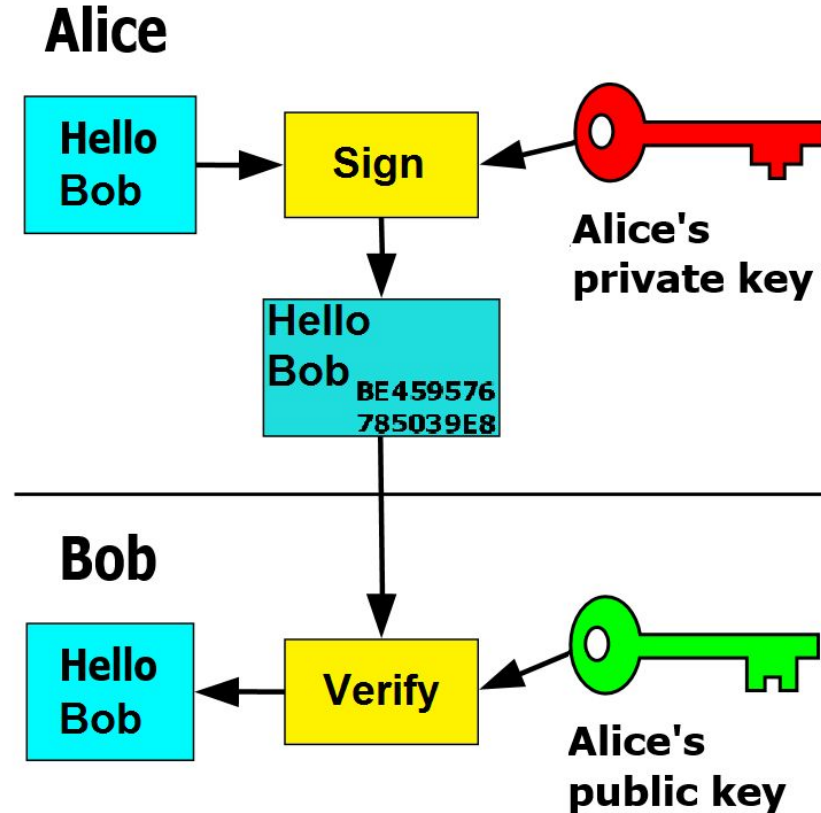 Alice
Hello
Bob
Sign
Alice's
private key
Hello
Bob
BE459576
785039E8
Bob
Hello
Bob
Verify
Alice's
public key